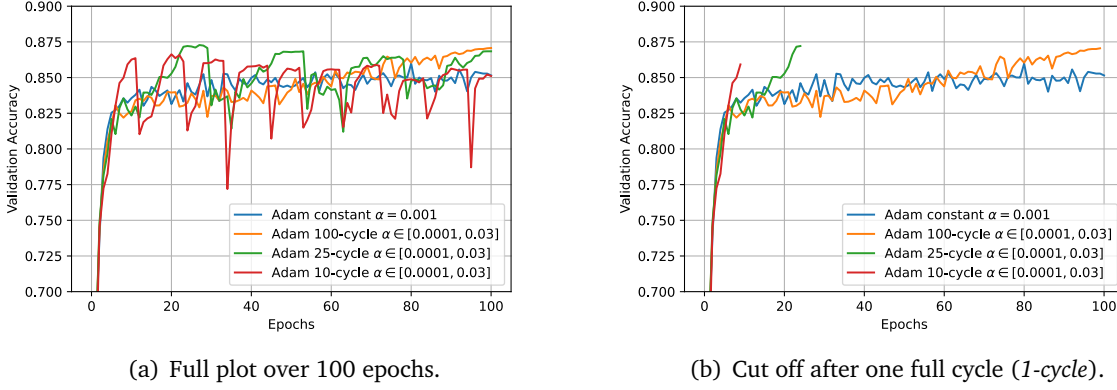 0.900
0.875
0.850
0.825
0.800
0.775
0.750
0.725
0.700
Validation Accuracy
0
20
40
60
80
100
Epochs
Adam constant α = 0.001
Adam 100-cycle α ∈ [0.0001, 0.03]
Adam 25-cycle α ∈ [0.0001, 0.03]
Adam 10-cycle α ∈ [0.0001, 0.03]
(a) Full plot over 100 epochs.
0.900
0.875
0.850
0.825
0.800
0.775
0.750
0.725
0.700
Validation Accuracy
0
20
40
60
80
100
Epochs
Adam constant α = 0.001
Adam 100-cycle α ∈ [0.0001, 0.03]
Adam 25-cycle α ∈ [0.0001, 0.03]
Adam 10-cycle α ∈ [0.0001, 0.03]
(b) Cut off after one full cycle (1-cycle).